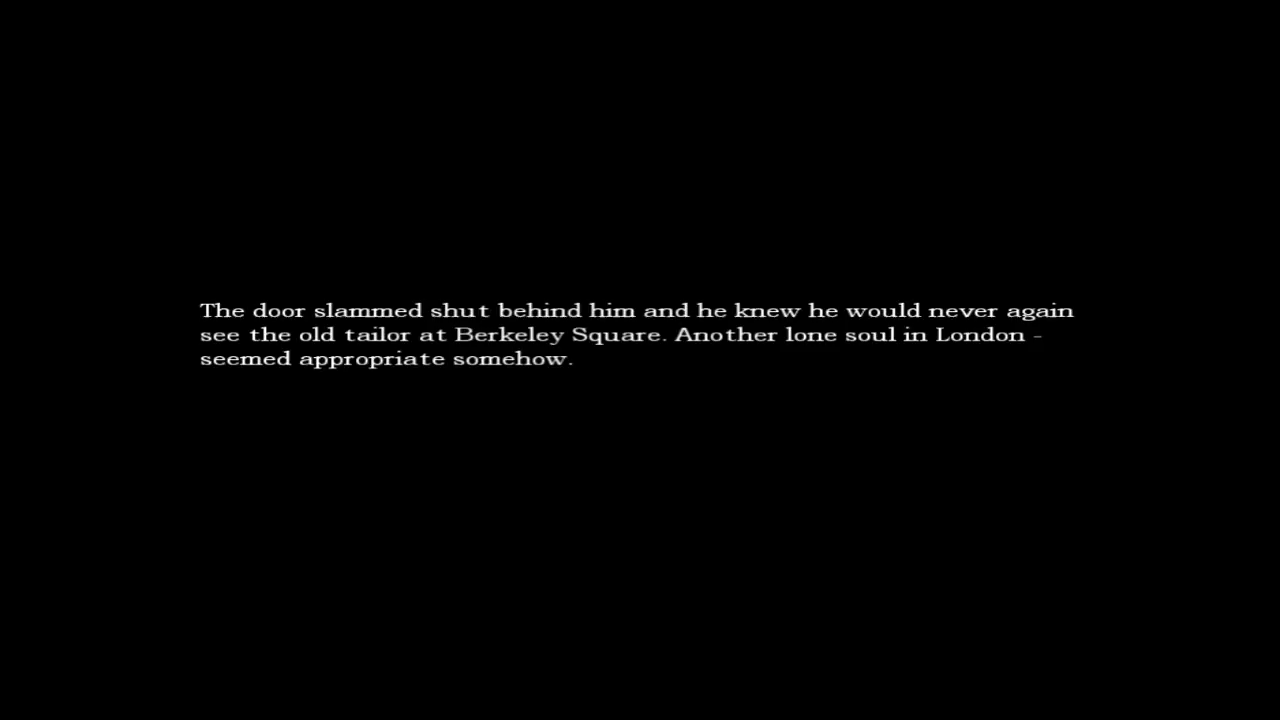 The door slammed shut behind him and he knew he would never again
see the old tailor at Berkeley Square. Another lone soul in London -
seemed appropriate somehow.